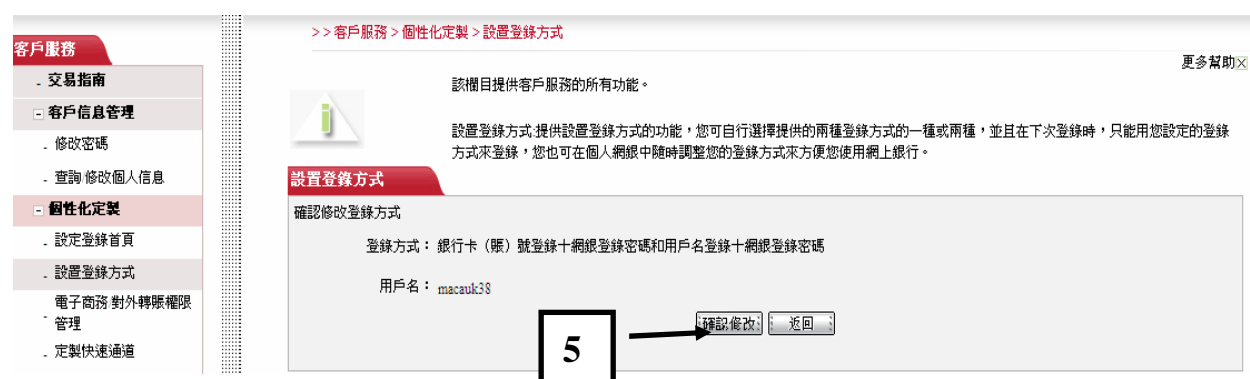 >>客戶服務>個性化定製>設置登錄方式
客戶服務
更多幫助
- 交易指南
該欄目提供客戶服務的所有功能。
- 客戶信息管理
設置登錄方式:提供設置登錄方式的功能，您可自行選擇提供的兩種登錄方式的一種或兩種，並且在下次登錄時，只能用您設定的登錄
方式來登錄，您也可在個人網銀中隨時調整您的登錄方式來方便您使用網上銀行。
- 修改密碼
- 查詢/修改個人信息
設置登錄方式
- 個性化定製
確認修改登錄方式
- 設定登錄首頁
登錄方式：銀行卡（賬）號登錄十網銀登錄密碼和用戶名登錄十網銀登錄密碼
- 設置登錄方式
用戶名：macauk38
- 電子商務/對外轉賬權限
管理
確認修改 返回
- 定製快速通道
5